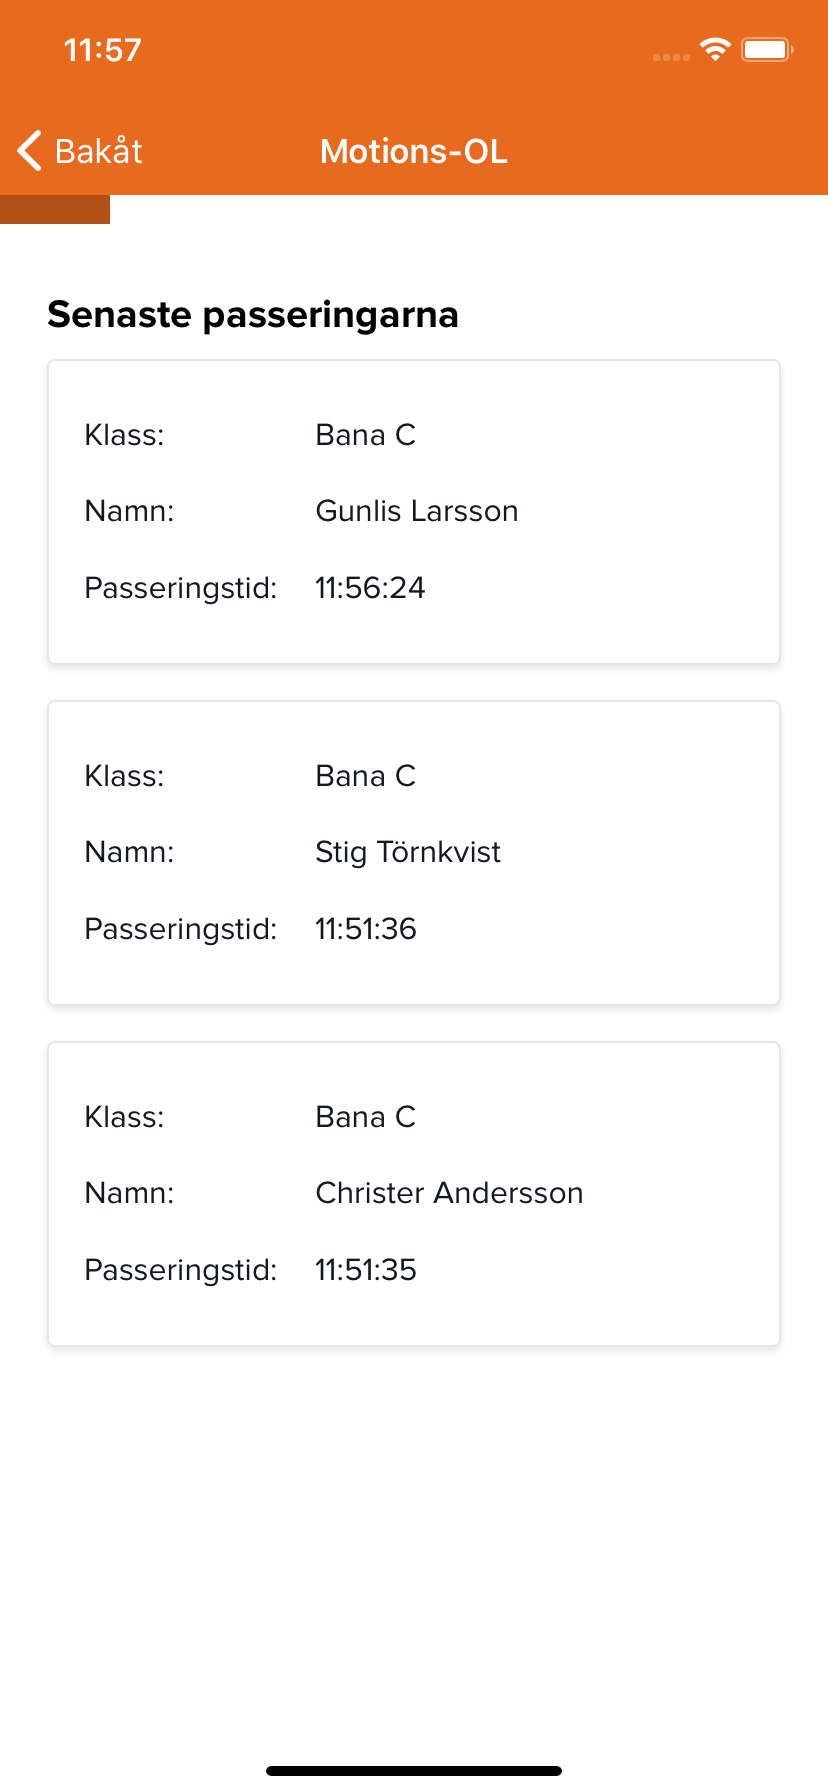 11:57
Bakåt Motions-OL
Senaste passeringarna
Klass: Bana C
Namn: Gunlis Larsson
Passeringstid: 11:56:24
Klass: Bana C
Namn: Stig Törnkvist
Passeringstid: 11:51:36
Klass: Bana C
Namn: Christer Andersson
Passeringstid: 11:51:35